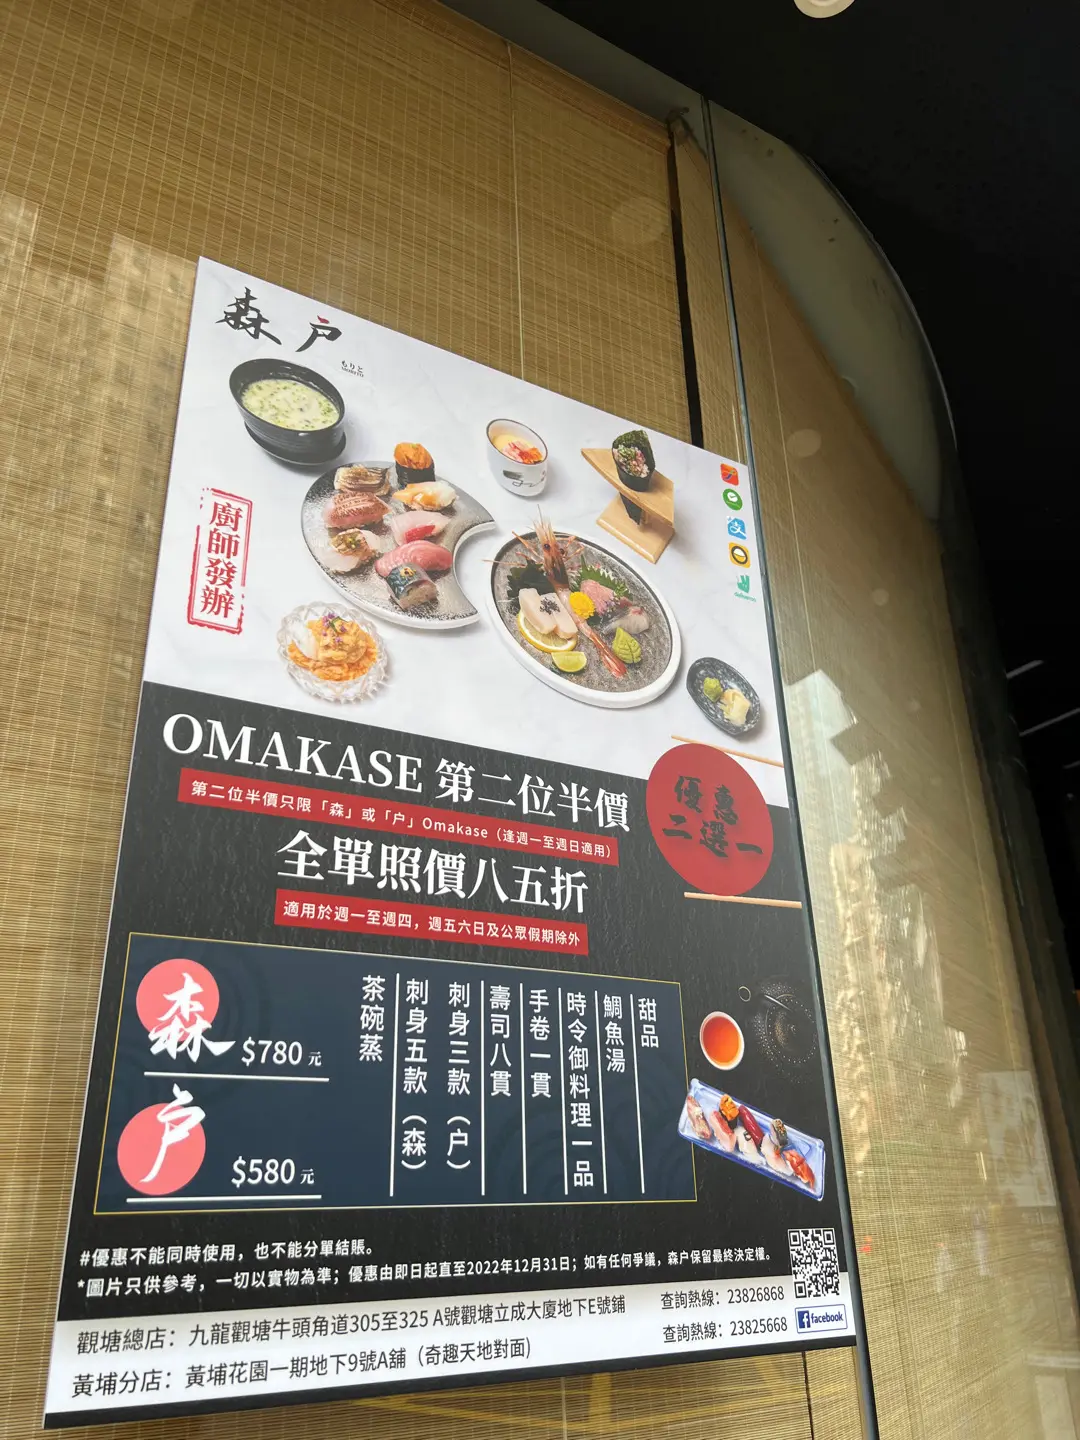 森户
もりと
MORITO
廚師發辦
OMAKASE 第二位半價
第二位半價只限「森」或「户」Omakase（逢週一至週日適用）
全單照價八五折
適用於週一至週四，週五六日及公眾假期除外
優惠
二選一
森 $780元
户 $580元
茶碗蒸
刺身五款（森）
刺身三款（户）
壽司八貫
手卷一貫
時令御料理一品
鯛魚湯
甜品
#優惠不能同時使用，也不能分單結賬。
*圖片只供參考，一切以實物為準；優惠由即日起直至2022年12月31日；如有任何爭議，森户保留最終決定權。
觀塘總店：九龍觀塘牛頭角道305至325 A號觀塘立成大廈地下E號鋪
查詢熱線：23826868
黃埔分店：黃埔花園一期地下9號A舖（奇趣天地對面）
查詢熱線：23825668
facebook